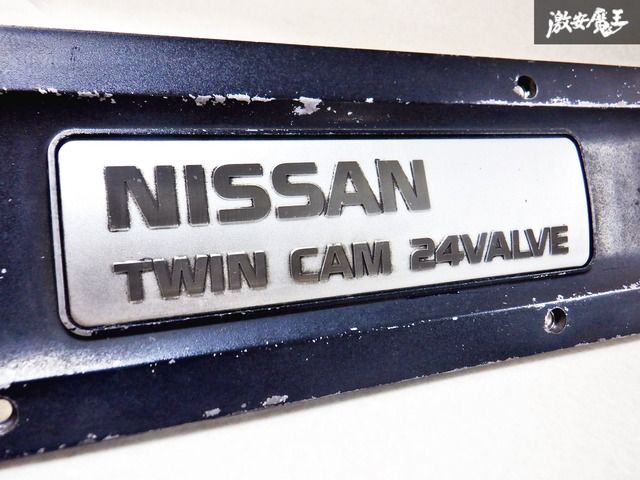 激安魔王
NISSAN
TWIN CAM 24VALVE